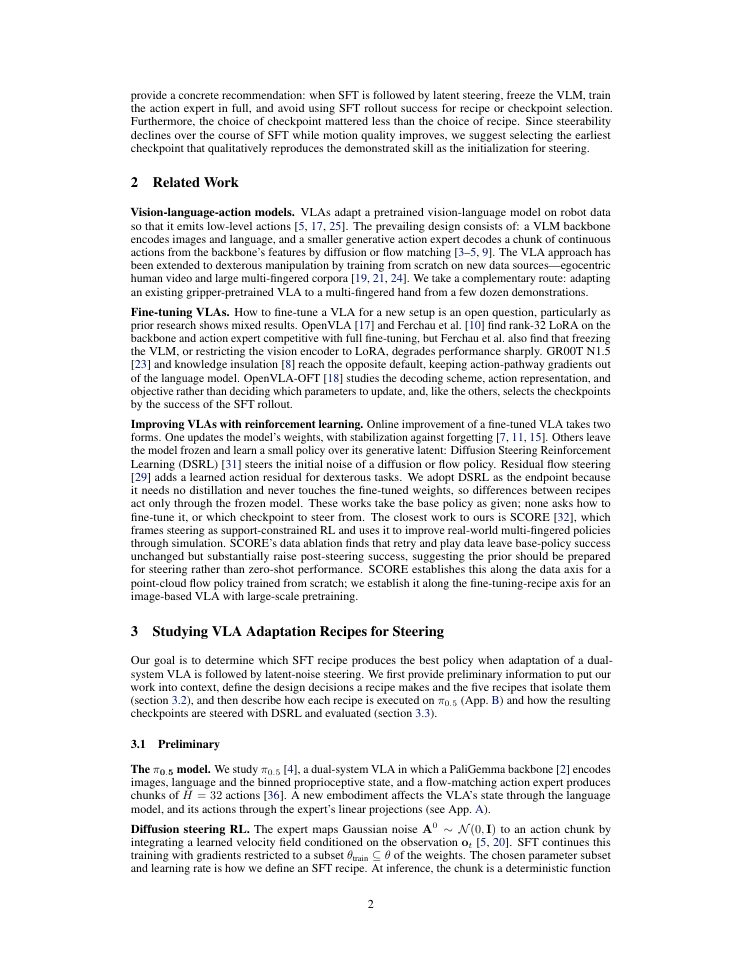 provide a concrete recommendation: when SFT is followed by latent steering, freeze the VLM, train
the action expert in full, and avoid using SFT rollout success for recipe or checkpoint selection.
Furthermore, the choice of checkpoint mattered less than the choice of recipe. Since steerability
declines over the course of SFT while motion quality improves, we suggest selecting the earliest
checkpoint that qualitatively reproduces the demonstrated skill as the initialization for steering.
2 Related Work
Vision-language-action models. VLAs adapt a pretrained vision-language model on robot data
so that it emits low-level actions [5, 17, 25]. The prevailing design consists of: a VLM backbone
encodes images and language, and a smaller generative action expert decodes a chunk of continuous
actions from the backbone's features by diffusion or flow matching [3–5, 9]. The VLA approach has
been extended to dexterous manipulation by training from scratch on new data sources—egocentric
human video and large multi-fingered corpora [19, 21, 24]. We take a complementary route: adapting
an existing gripper-pretrained VLA to a multi-fingered hand from a few dozen demonstrations.
Fine-tuning VLAs. How to fine-tune a VLA for a new setup is an open question, particularly as
prior research shows mixed results. OpenVLA [17] and Ferchau et al. [10] find rank-32 LoRA on the
backbone and action expert competitive with full fine-tuning, but Ferchau et al. also find that freezing
the VLM, or restricting the vision encoder to LoRA, degrades performance sharply. GR00T N1.5
[23] and knowledge insulation [8] reach the opposite default, keeping action-pathway gradients out
of the language model. OpenVLA-OFT [18] studies the decoding scheme, action representation, and
objective rather than deciding which parameters to update, and, like the others, selects the checkpoints
by the success of the SFT rollout.
Improving VLAs with reinforcement learning. Online improvement of a fine-tuned VLA takes two
forms. One updates the model's weights, with stabilization against forgetting [7, 11, 15]. Others leave
the model frozen and learn a small policy over its generative latent: Diffusion Steering Reinforcement
Learning (DSRL) [31] steers the initial noise of a diffusion or flow policy. Residual flow steering
[29] adds a learned action residual for dexterous tasks. We adopt DSRL as the endpoint because
it needs no distillation and never touches the fine-tuned weights, so differences between recipes
act only through the frozen model. These works take the base policy as given; none asks how to
fine-tune it, or which checkpoint to steer from. The closest work to ours is SCORE [32], which
frames steering as support-constrained RL and uses it to improve real-world multi-fingered policies
through simulation. SCORE's data ablation finds that retry and play data leave base-policy success
unchanged but substantially raise post-steering success, suggesting the prior should be prepared
for steering rather than zero-shot performance. SCORE establishes this along the data axis for a
point-cloud flow policy trained from scratch; we establish it along the fine-tuning-recipe axis for an
image-based VLA with large-scale pretraining.
3 Studying VLA Adaptation Recipes for Steering
Our goal is to determine which SFT recipe produces the best policy when adaptation of a dual-
system VLA is followed by latent-noise steering. We first provide preliminary information to put our
work into context, define the design decisions a recipe makes and the five recipes that isolate them
(section 3.2), and then describe how each recipe is executed on π0.5 (App. B) and how the resulting
checkpoints are steered with DSRL and evaluated (section 3.3).
3.1 Preliminary
The π0.5 model. We study π0.5 [4], a dual-system VLA in which a PaliGemma backbone [2] encodes
images, language and the binned proprioceptive state, and a flow-matching action expert produces
chunks of H = 32 actions [36]. A new embodiment affects the VLA's state through the language
model, and its actions through the expert's linear projections (see App. A).
Diffusion steering RL. The expert maps Gaussian noise A⁰ ∼ 𝒩(0, I) to an action chunk by
integrating a learned velocity field conditioned on the observation oₜ [5, 20]. SFT continues this
training with gradients restricted to a subset θtrain ⊆ θ of the weights. The chosen parameter subset
and learning rate is how we define an SFT recipe. At inference, the chunk is a deterministic function
2